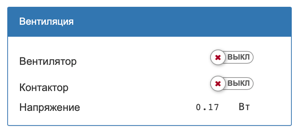 Вентиляция
Вентилятор ВЫКЛ
Контактор ВЫКЛ
Напряжение 0.17 Вт